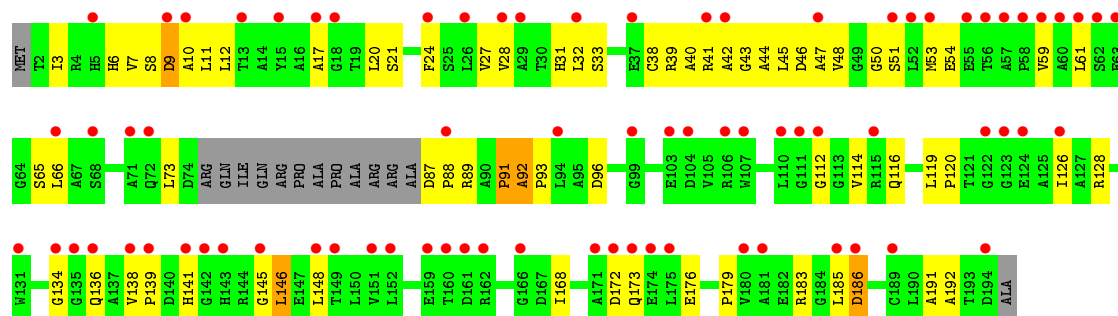 MET T2 I3 R4 H5 H6 V7 S8 D9 A10 L11 L12 T13 A14 Y15 A16 A17 G18 T19 L20 S21 F24 S25 L26 V27 V28 A29 T30 H31 L32 S33 E37 C38 R39 A40 R41 A42 G43 A44 L45 D46 A47 V48 G49 G50 S51 L52 M53 E54 E55 T56 A57 P58 V59 A60 L61 S62 E63
G64 S65 L66 A67 S68 A71 Q72 L73 D74 ARG GLN ILE GLN ARG PRO ALA PRO ALA ARG ARG ALA D87 P88 R89 A90 P91 A92 P93 L94 A95 D96 G99 E103 D104 V105 R106 W107 L110 G111 G112 G113 V114 R115 Q116 L119 P120 T121 G122 G123 E124 A125 I126 A127 R128
W131 G134 G135 Q136 A137 V138 P139 D140 H141 G142 H143 R144 G145 L146 E147 L148 T149 L150 V151 L152 E159 T160 D161 R162 G166 D167 I168 A171 D172 Q173 E174 L175 E176 P179 V180 A181 E182 R183 G184 L185 D186 C189 L190 A191 A192 T193 D194 ALA